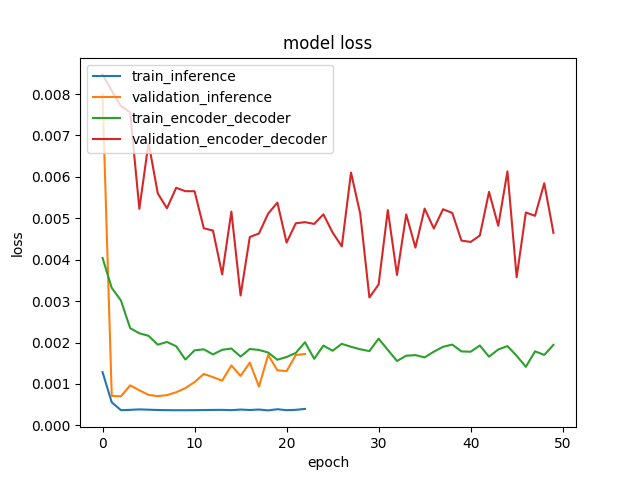 model loss
train_inference
validation_inference
train_encoder_decoder
validation_encoder_decoder
loss
0.008
0.007
0.006
0.005
0.004
0.003
0.002
0.001
0.000
0 10 20 30 40 50
epoch